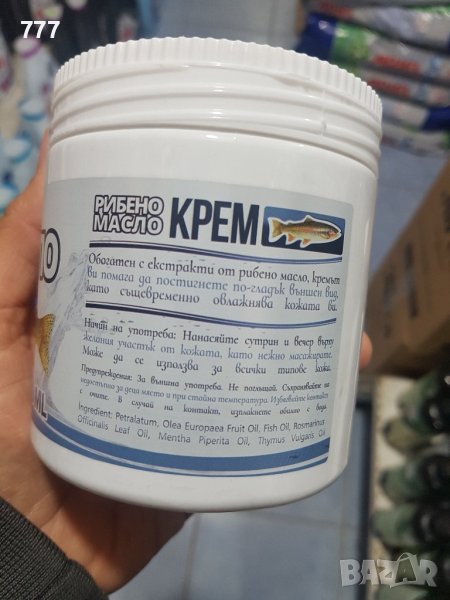 777
РИБЕНО
МАСЛО КРЕМ
Обогатен с екстракти от рибено масло, кремът
Ви помага да постигнете по-гладък външен вид,
като същевременно овлажнява кожата Ви.
Начин на употреба: Нанасяйте сутрин и вечер върху
желания участък от кожата, като нежно масажирате.
Може да се използва за всички типове кожа.
Предупреждения: За външна употреба. Не поглъщай. Съхранявайте на
недостъпно за деца място и при стайна температура. Избягвайте контакт
с очите. В случай на контакт, изплакнете обилно с вода.
Ingredient: Petralatum, Olea Europaea Fruit Oil, Fish Oil, Rosmarinus
Officinalis Leaf Oil, Mentha Piperita Oil, Thymus Vulgaris Oil
ML
BAZAR